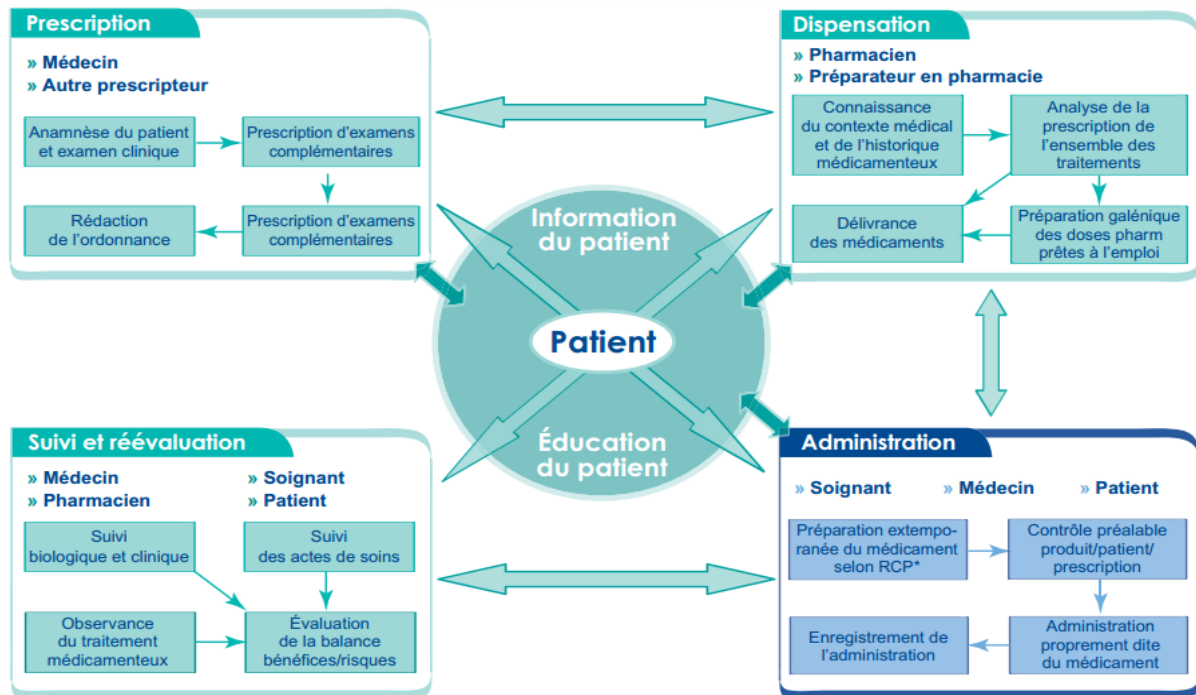 Prescription
» Médecin
» Autre prescripteur
Anamnèse du patient
et examen clinique
Prescription d'examens
complémentaires
Rédaction
de l'ordonnance
Prescription d'examens
complémentaires
Dispensation
» Pharmacien
» Préparateur en pharmacie
Connaissance
du contexte médical
et de l'historique
médicamenteux
Analyse de la
prescription de
l'ensemble des
traitements
Délivrance
des médicaments
Préparation galénique
des doses pharm
prêtes à l'emploi
Information
du patient
Patient
Éducation
du patient
Suivi et réévaluation
» Médecin
» Pharmacien
» Soignant
» Patient
Suivi
biologique et clinique
Suivi
des actes de soins
Observance
du traitement
médicamenteux
Évaluation
de la balance
bénéfices/risques
Administration
» Soignant
» Médecin
» Patient
Préparation extempo-
ranée du médicament
selon RCP*
Contrôle préalable
produit/patient/
prescription
Enregistrement de
l'administration
Administration
proprement dite
du médicament